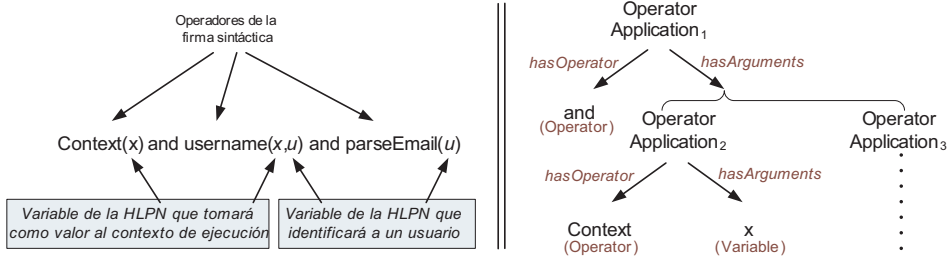 Operadores de la
firma sintáctica
Context(x) and username(x,u) and parseEmail(u)
Variable de la HLPN que tomará
como valor al contexto de ejecución
Variable de la HLPN que
identificará a un usuario
Operator
Application1
hasOperator
hasArguments
and
(Operator)
Operator
Application2
Operator
Application3
hasOperator
hasArguments
Context
(Operator)
x
(Variable)